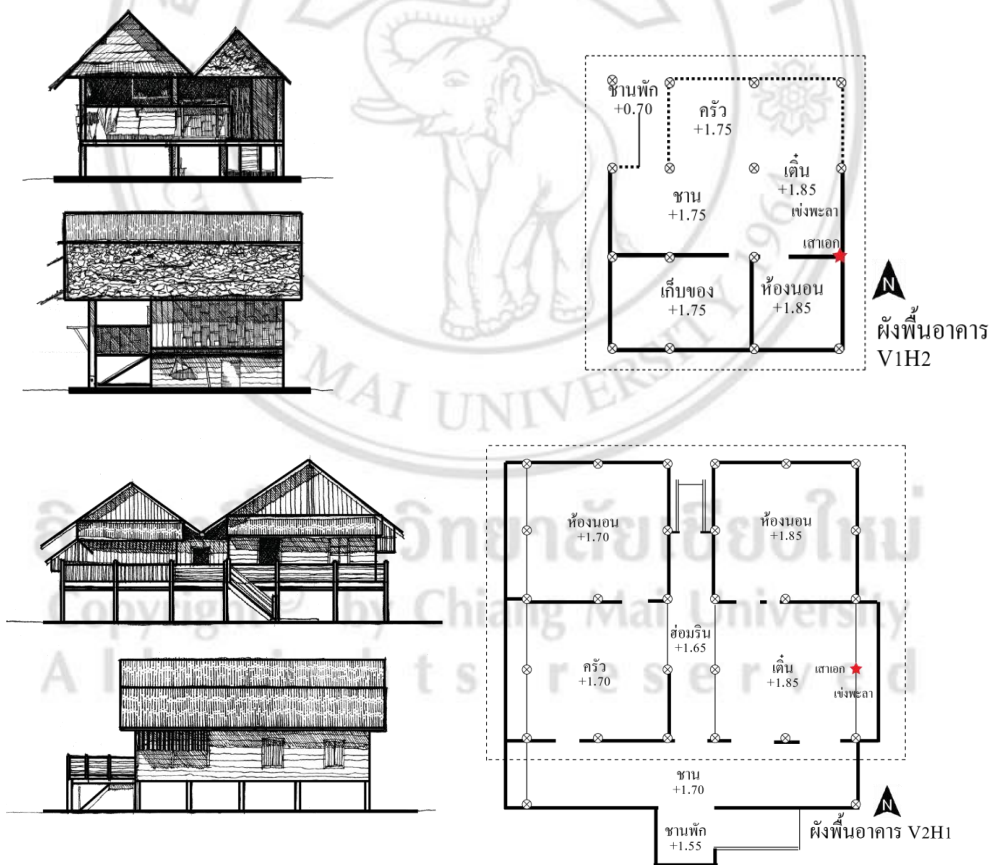 ชานพัก
+0.70
ครัว
+1.75
เติ๋น
+1.85
ชาน
+1.75
เข่งพะลา
เสาเอก
เก็บของ
+1.75
ห้องนอน
+1.85
N
ผังพื้นอาคาร
V1H2
CHIANG MAI UNIVERSITY 1964
ห้องนอน
+1.70
ห้องนอน
+1.85
ฮ่อมริน
+1.65
ครัว
+1.70
เติ๋น
+1.85
เสาเอก
เข่งพะลา
ชาน
+1.70
ชานพัก
+1.55
N
ผังพื้นอาคาร V2H1
ลิขสิทธิ์มหาวิทยาลัยเชียงใหม่
Copyright© by Chiang Mai University
All rights reserved